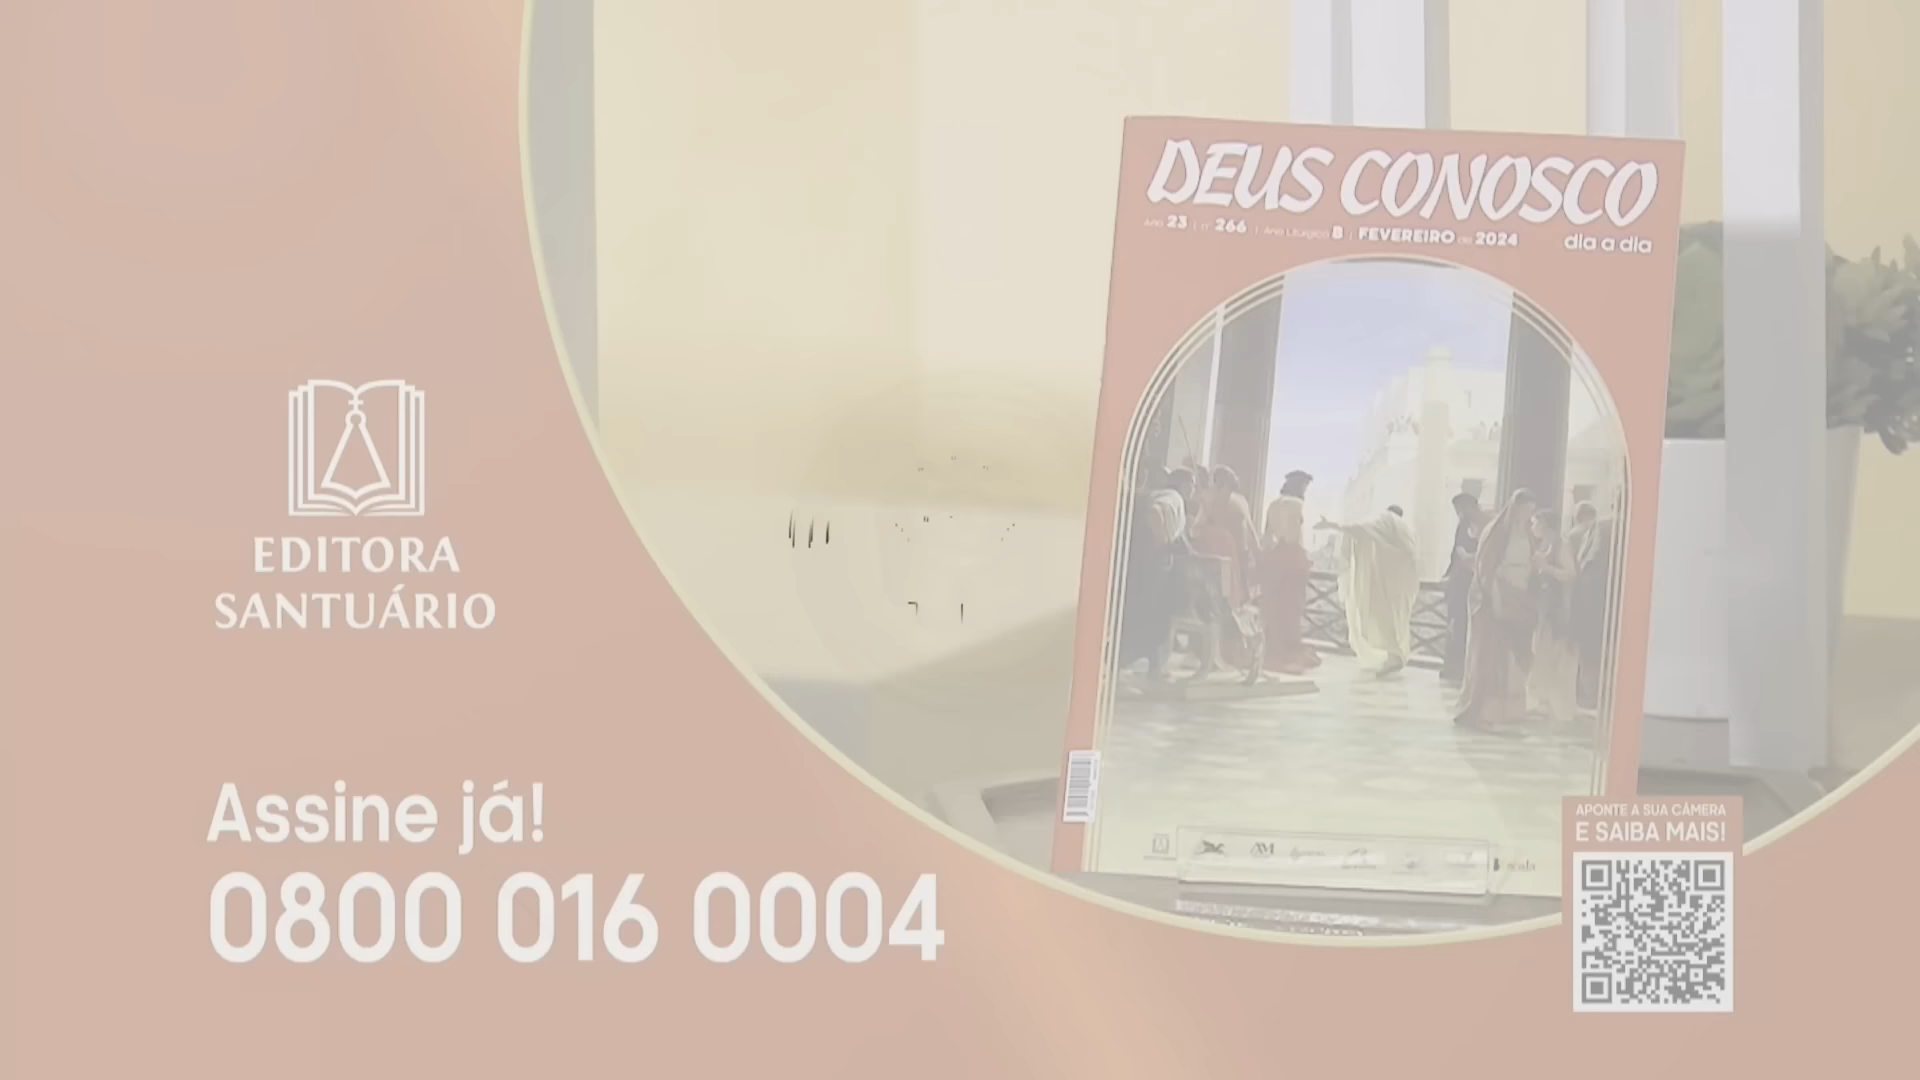 DEUS CONOSCO
Ano 23 | nº 266 | Ano Litúrgico B | FEVEREIRO de 2024
dia a dia
EDITORA
SANTUÁRIO
Assine já!
0800 016 0004
APONTE A SUA CÂMERA
E SAIBA MAIS!